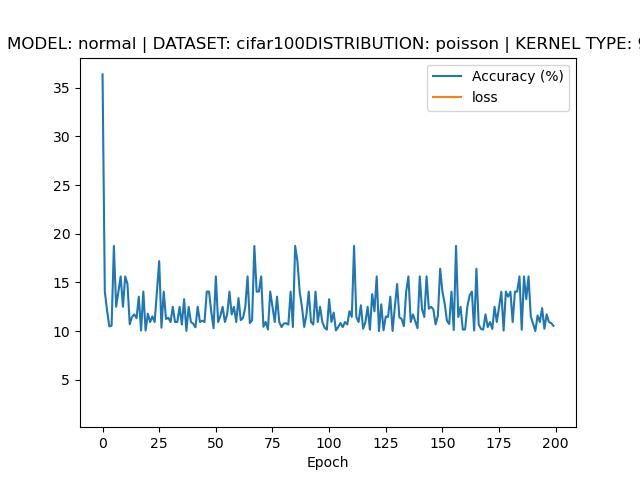 MODEL: normal | DATASET: cifar100DISTRIBUTION: poisson | KERNEL TYPE:
Accuracy (%)
loss
35
30
25
20
15
10
5
0 25 50 75 100 125 150 175 200
Epoch